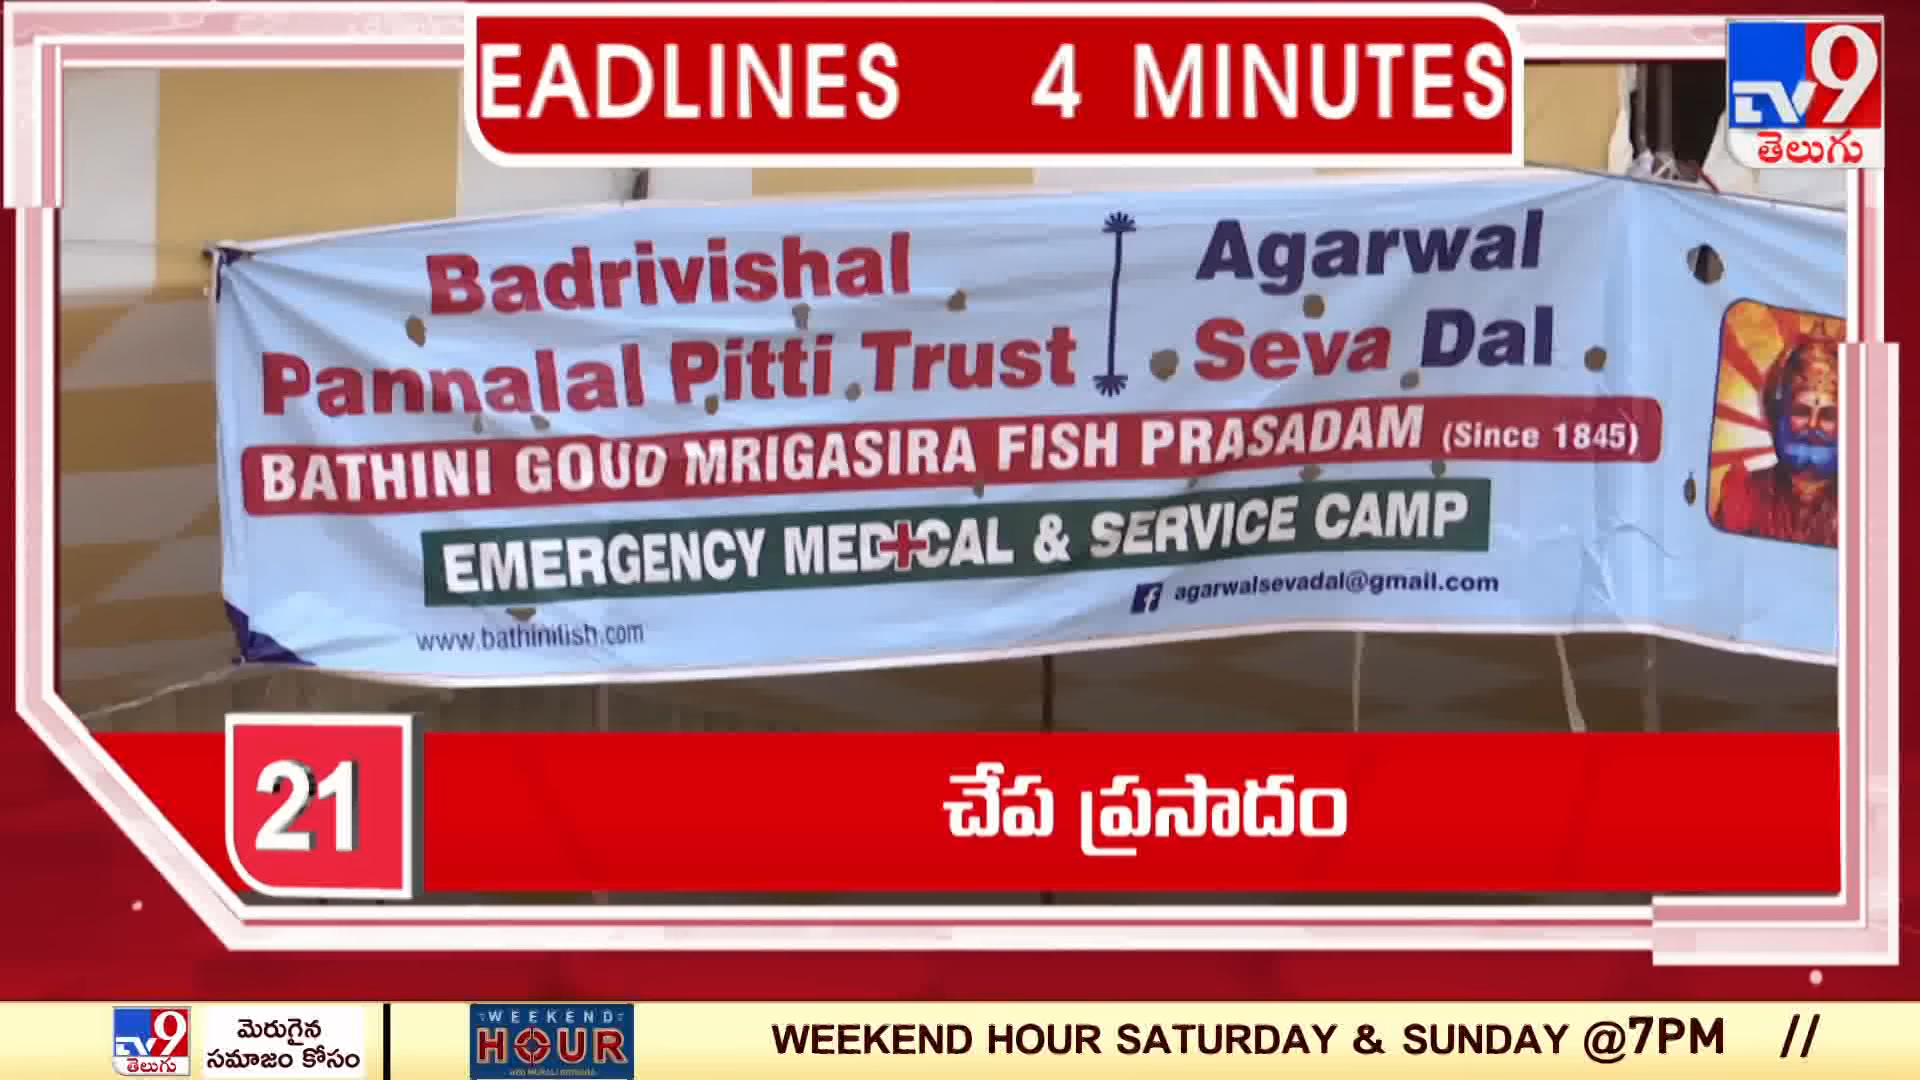 EADLINES 4 MINUTES
TV9
తెలుగు
Badrivishal
Pannalal Pitti Trust
Agarwal
Seva Dal
BATHINI GOUD MRIGASIRA FISH PRASADAM (Since 1845)
EMERGENCY MEDICAL & SERVICE CAMP
agarwalsevadal@gmail.com
www.bathinifish.com
21
చేప ప్రసాదం
TV9
తెలుగు
మెరుగైన
సమాజం కోసం
WEEKEND
HOUR
WEEKEND HOUR SATURDAY & SUNDAY @7PM //